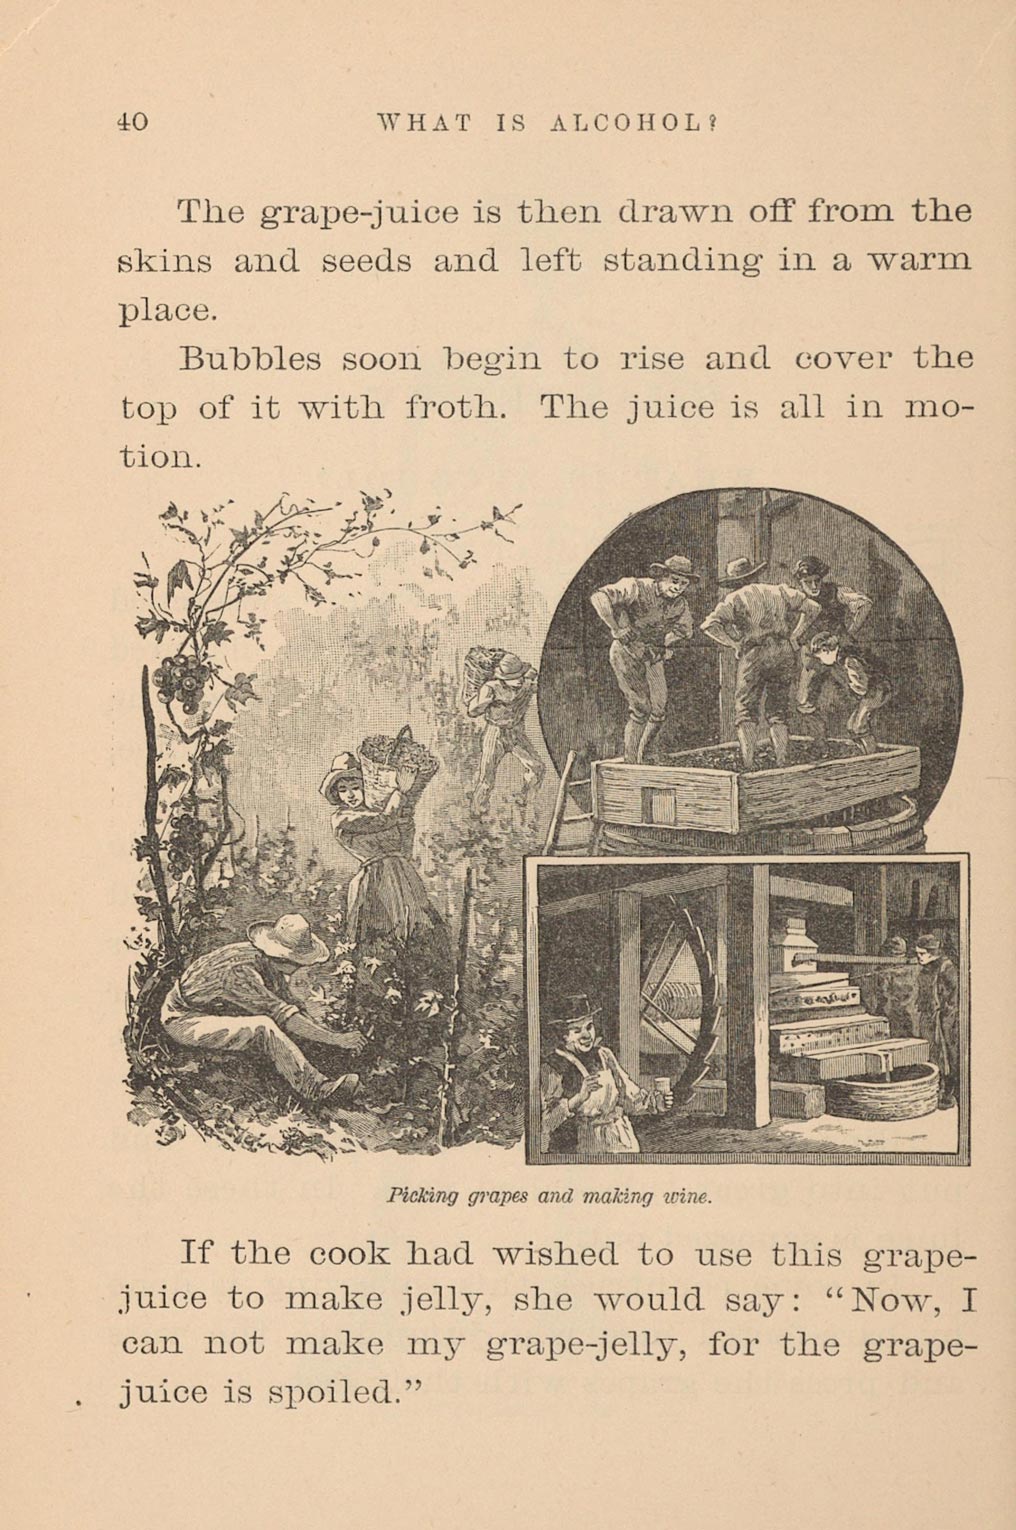 40
WHAT IS ALCOHOL?
The grape-juice is then drawn off from the
skins and seeds and left standing in a warm
place.
Bubbles soon begin to rise and cover the
top of it with froth. The juice is all in mo-
tion.
Picking grapes and making wine.
If the cook had wished to use this grape-
juice to make jelly, she would say: “Now, I
can not make my grape-jelly, for the grape-
juice is spoiled.”